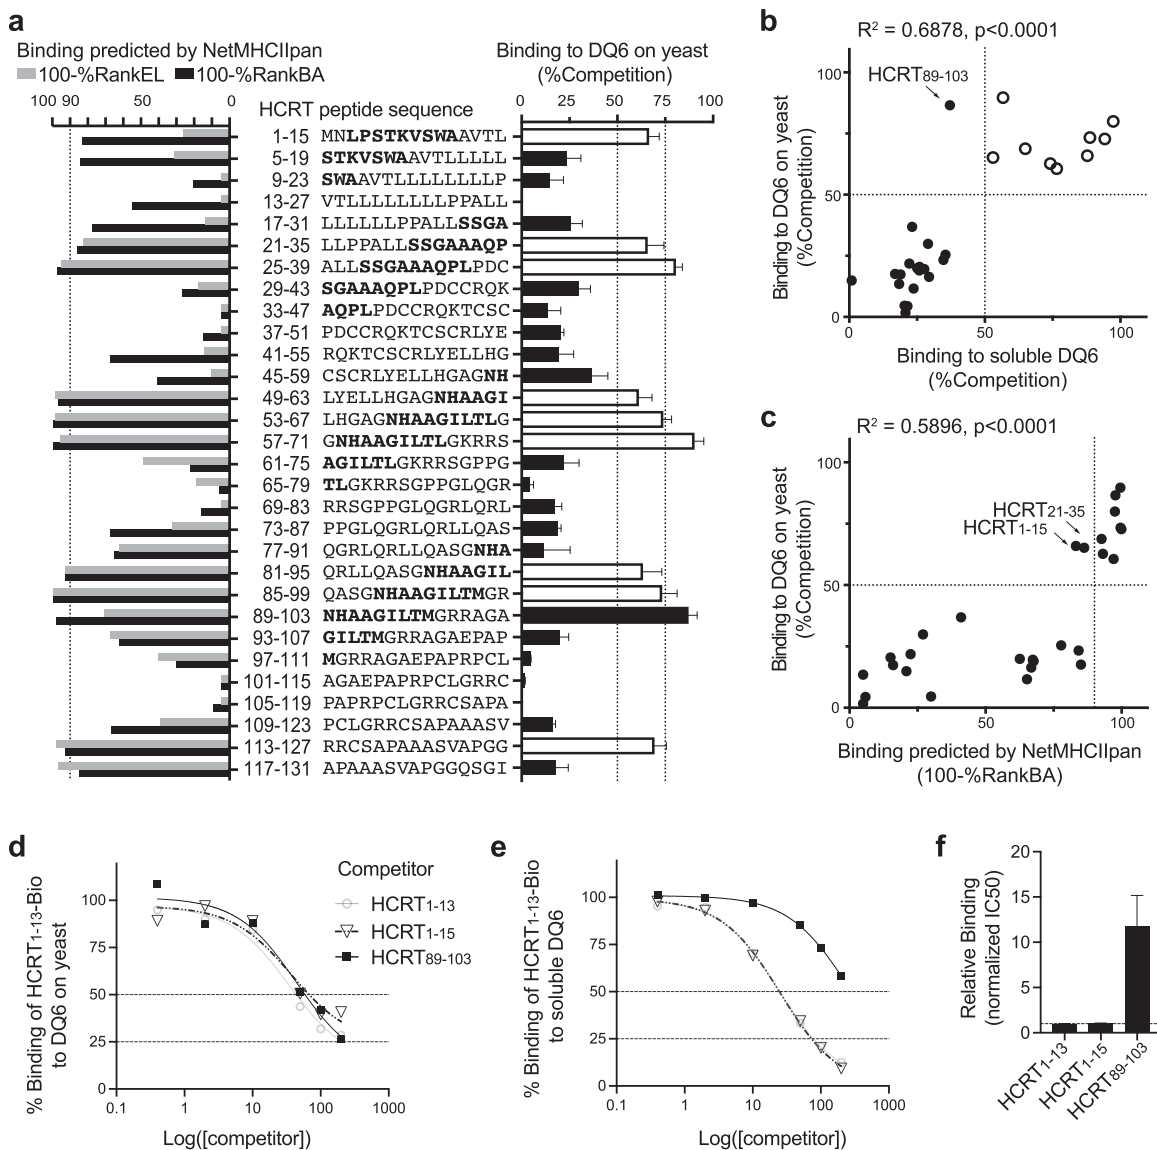 a
Binding predicted by NetMHCIIpan
100-%RankEL 100-%RankBA
100 90 50 0
HCRT peptide sequence
Binding to DQ6 on yeast
(%Competition)
0 25 50 75 100
1-15 MNLPSTKVSWAAVTL
5-19 STKVSWAAVTLLLLL
9-23 SWAAVTLLLLLLLLP
13-27 VTLLLLLLLLLPPALL
17-31 LLLLLLPPALLSSGA
21-35 LLPPALLSSGAAAQP
25-39 ALLSSGAAAQPLPDC
29-43 SGAAAQPLPDCCRQK
33-47 AQPLPDCCRQKTCSC
37-51 PDCCRQKTCSCRLYE
41-55 RQKTCSCRLYELLHG
45-59 CSCRLYELLHGAGNH
49-63 LYELLHGAGNHAAGI
53-67 LHGAGNHAAGILTLG
57-71 GNHAAGILTLGKRRS
61-75 AGILTLGKRRSGPPG
65-79 TLGKRRSGPPGLQGR
69-83 RRSGPPGLQGRLQRL
73-87 PPGLQGRLQRLLQAS
77-91 QGRLQRLLQASGNHA
81-95 QRLLQASGNHAAGIL
85-99 QASGNHAAGILTMGR
89-103 NHAAGILTMGRRAGA
93-107 GILTMGRRAGAEPAP
97-111 MGRRAGAEPAPRPCL
101-115 AGAEPAPRPCLGRRC
105-119 PAPRPCLGRRCSAPA
109-123 PCLGRRCSAPAAASV
113-127 RRCSAPAAASVAPGG
117-131 APAAASVAPGGQSGI
b
R² = 0.6878, p<0.0001
HCRT89-103
Binding to DQ6 on yeast
(%Competition)
100
50
0
0 50 100
Binding to soluble DQ6
(%Competition)
c
R² = 0.5896, p<0.0001
HCRT21-35
HCRT1-15
Binding to DQ6 on yeast
(%Competition)
100
50
0
0 50 100
Binding predicted by NetMHCIIpan
(100-%RankBA)
d
% Binding of HCRT1-13-Bio
to DQ6 on yeast
100
75
50
25
0
0.1 1 10 100 1000
Log([competitor])
Competitor
HCRT1-13
HCRT1-15
HCRT89-103
e
% Binding of HCRT1-13-Bio
to soluble DQ6
100
75
50
25
0
0.1 1 10 100 1000
Log([competitor])
f
Relative Binding
(normalized IC50)
20
15
10
5
0
HCRT1-13
HCRT1-15
HCRT89-103